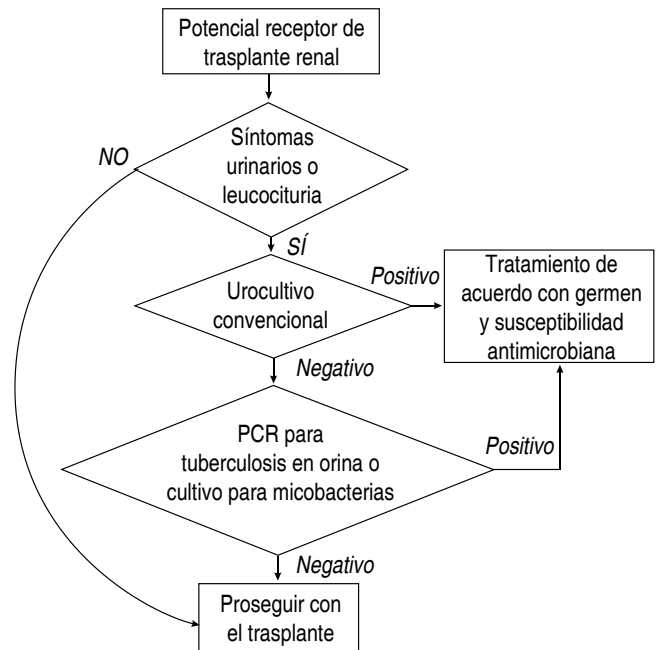 Potencial receptor de
trasplante renal
NO
Síntomas
urinarios o
leucocituria
SÍ
Urocultivo
convencional
Positivo
Tratamiento de
acuerdo con germen
y susceptibilidad
antimicrobiana
Negativo
PCR para
tuberculosis en orina o
cultivo para micobacterias
Positivo
Negativo
Proseguir con
el trasplante